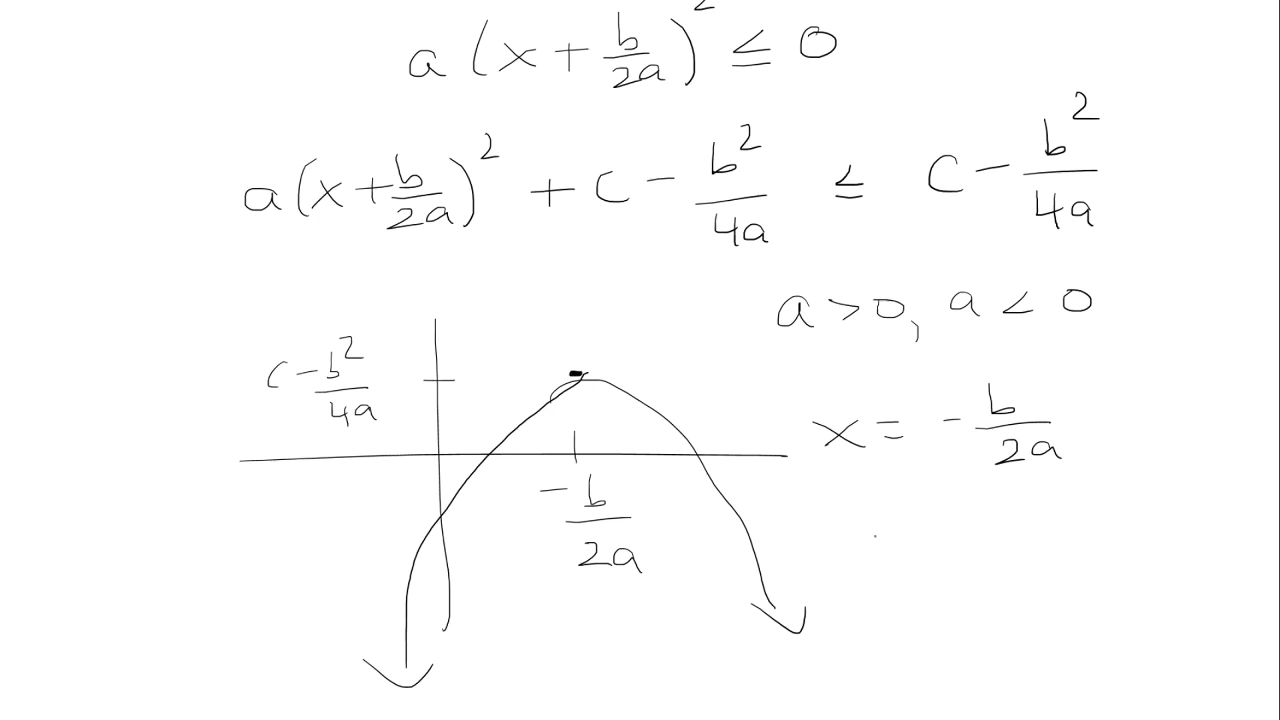 a(x + b/2a)² ≤ 0
a(x + b/2a)² + c - b²/4a ≤ c - b²/4a
a > 0, a < 0
c - b²/4a
x = - b/2a
- b/2a